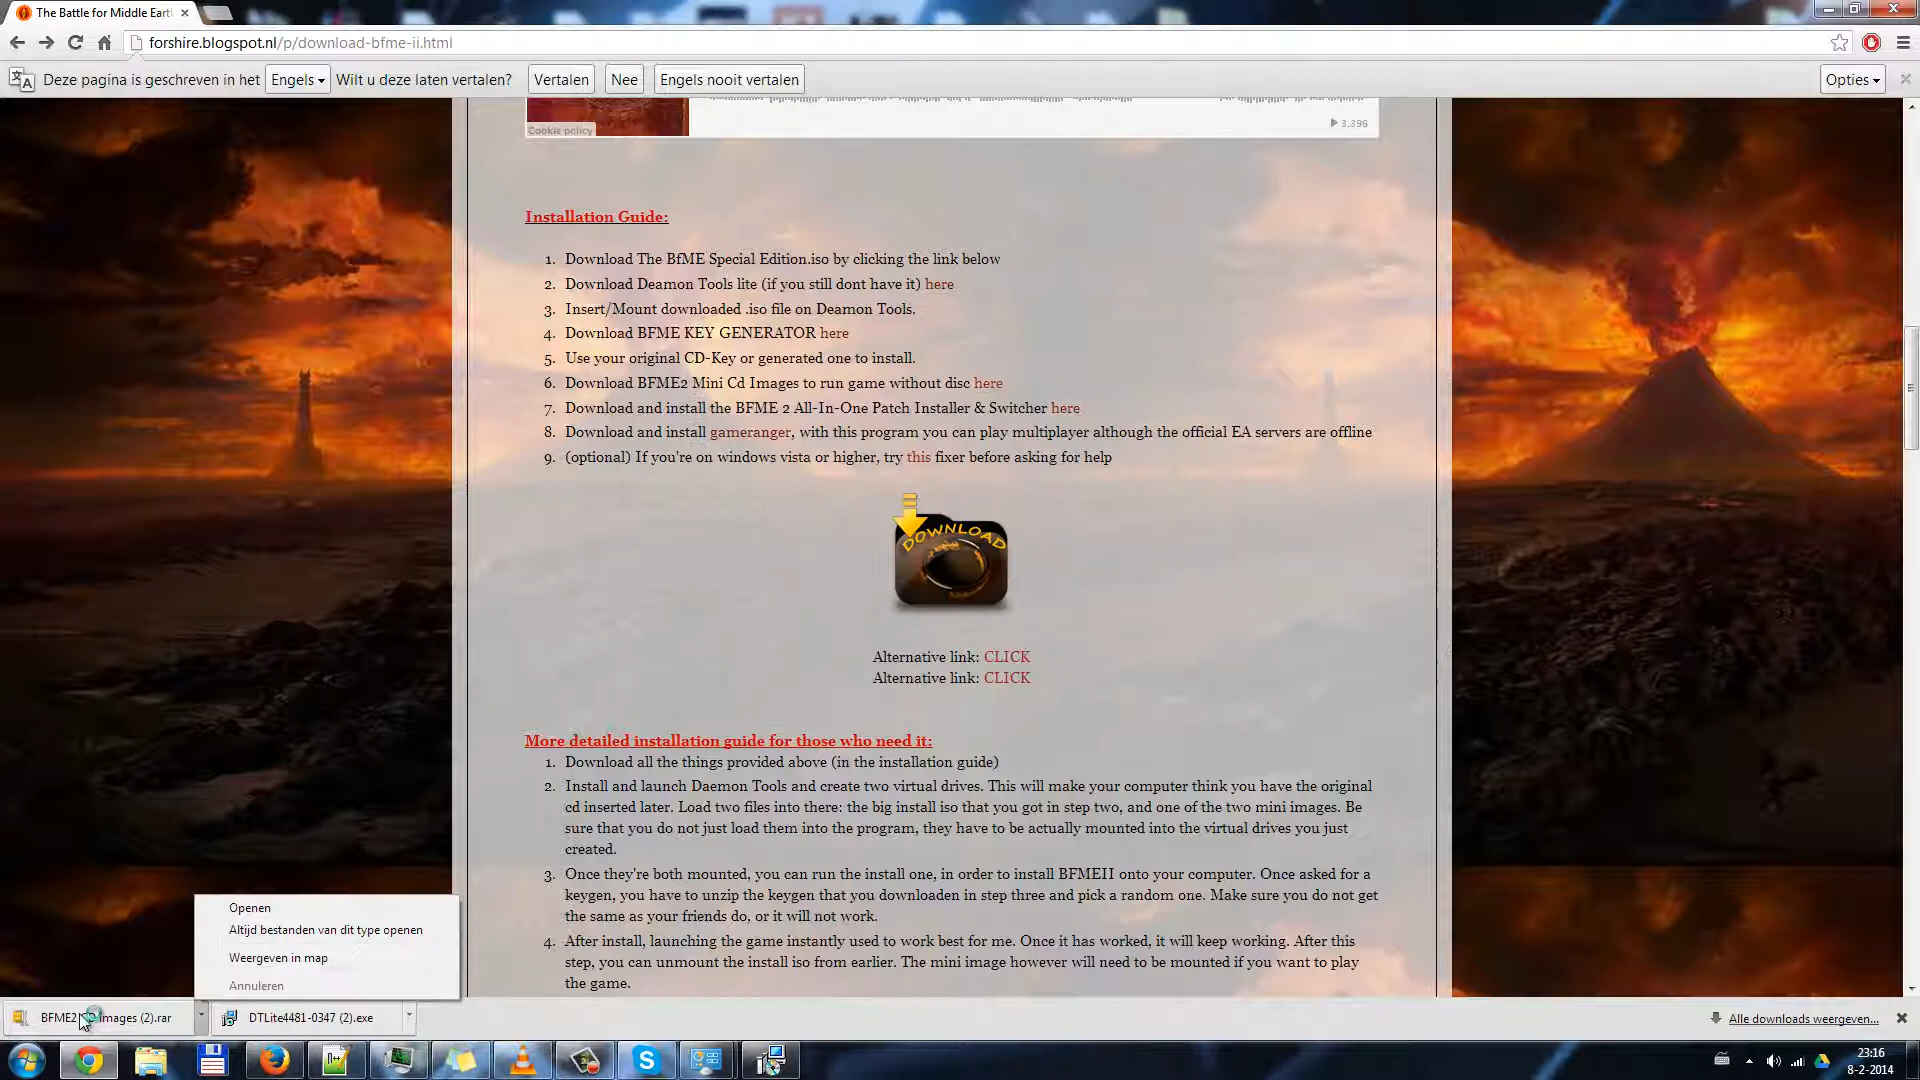 The Battle for Middle Eart
forshire.blogspot.nl/p/download-bfme-ii.html
Deze pagina is geschreven in het Engels Wilt u deze laten vertalen? Vertalen Nee Engels nooit vertalen Opties
Cookie policy
3,396
Installation Guide:
1. Download The BfME Special Edition.iso by clicking the link below
2. Download Deamon Tools lite (if you still dont have it) here
3. Insert/Mount downloaded .iso file on Deamon Tools.
4. Download BFME KEY GENERATOR here
5. Use your original CD-Key or generated one to install.
6. Download BFME2 Mini Cd Images to run game without disc here
7. Download and install the BFME 2 All-In-One Patch Installer & Switcher here
8. Download and install gameranger, with this program you can play multiplayer although the official EA servers are offline
9. (optional) If you're on windows vista or higher, try this fixer before asking for help
DOWNLOAD
Alternative link: CLICK
Alternative link: CLICK
More detailed installation guide for those who need it:
1. Download all the things provided above (in the installation guide)
2. Install and launch Daemon Tools and create two virtual drives. This will make your computer think you have the original
cd inserted later. Load two files into there: the big install iso that you got in step two, and one of the two mini images. Be
sure that you do not just load them into the program, they have to be actually mounted into the virtual drives you just
created.
3. Once they're both mounted, you can run the install one, in order to install BFMEII onto your computer. Once asked for a
keygen, you have to unzip the keygen that you downloaden in step three and pick a random one. Make sure you do not get
the same as your friends do, or it will not work.
4. After install, launching the game instantly used to work best for me. Once it has worked, it will keep working. After this
step, you can unmount the install iso from earlier. The mini image however will need to be mounted if you want to play
the game.
Openen
Altijd bestanden van dit type openen
Weergeven in map
Annuleren
BFME2 Images (2).rar
DTLite4481-0347 (2).exe
Alle downloads weergeven...
23:16
8-2-2014